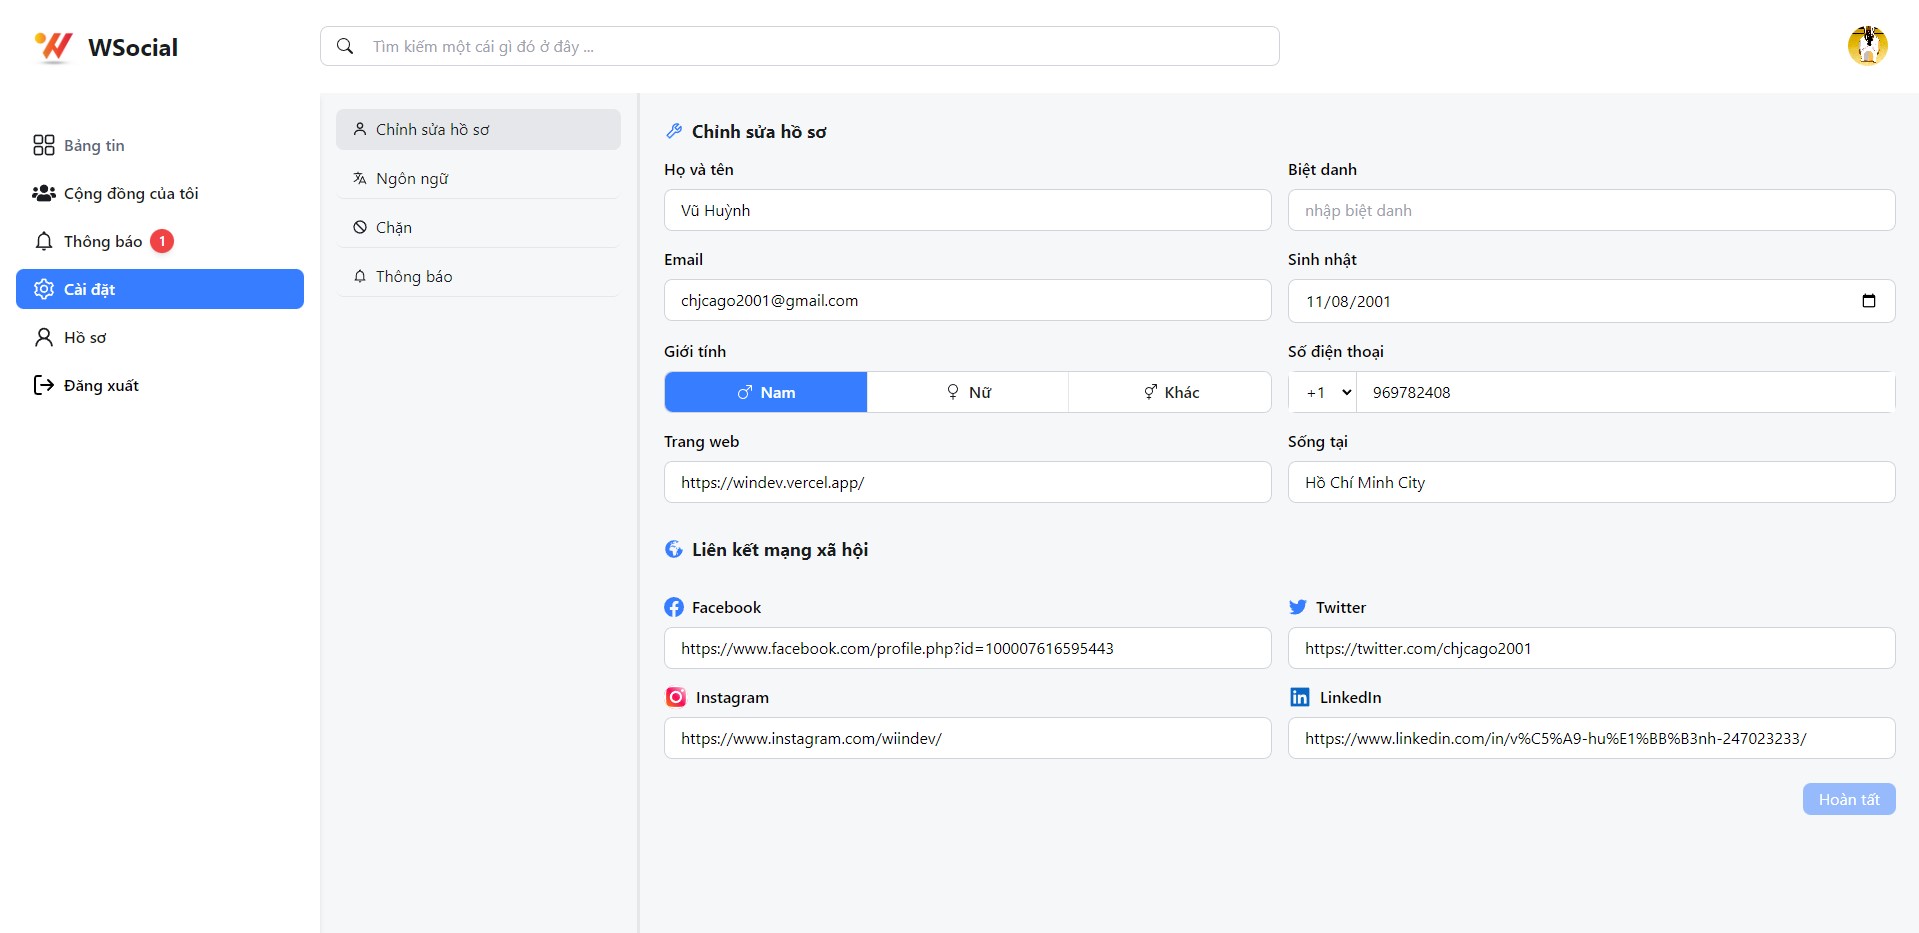 WSocial
Tìm kiếm một cái gì đó ở đây ...
Bảng tin
Cộng đồng của tôi
Thông báo 1
Cài đặt
Hồ sơ
Đăng xuất
Chỉnh sửa hồ sơ
Ngôn ngữ
Chặn
Thông báo
Chỉnh sửa hồ sơ
Họ và tên
Vũ Huỳnh
Biệt danh
nhập biệt danh
Email
chjcago2001@gmail.com
Sinh nhật
11/08/2001
Giới tính
Nam Nữ Khác
Số điện thoại
+1 969782408
Trang web
https://windev.vercel.app/
Sống tại
Hồ Chí Minh City
Liên kết mạng xã hội
Facebook
https://www.facebook.com/profile.php?id=100007616595443
Twitter
https://twitter.com/chjcago2001
Instagram
https://www.instagram.com/wiindev/
LinkedIn
https://www.linkedin.com/in/v%C5%A9-hu%E1%BB%B3nh-247023233/
Hoàn tất